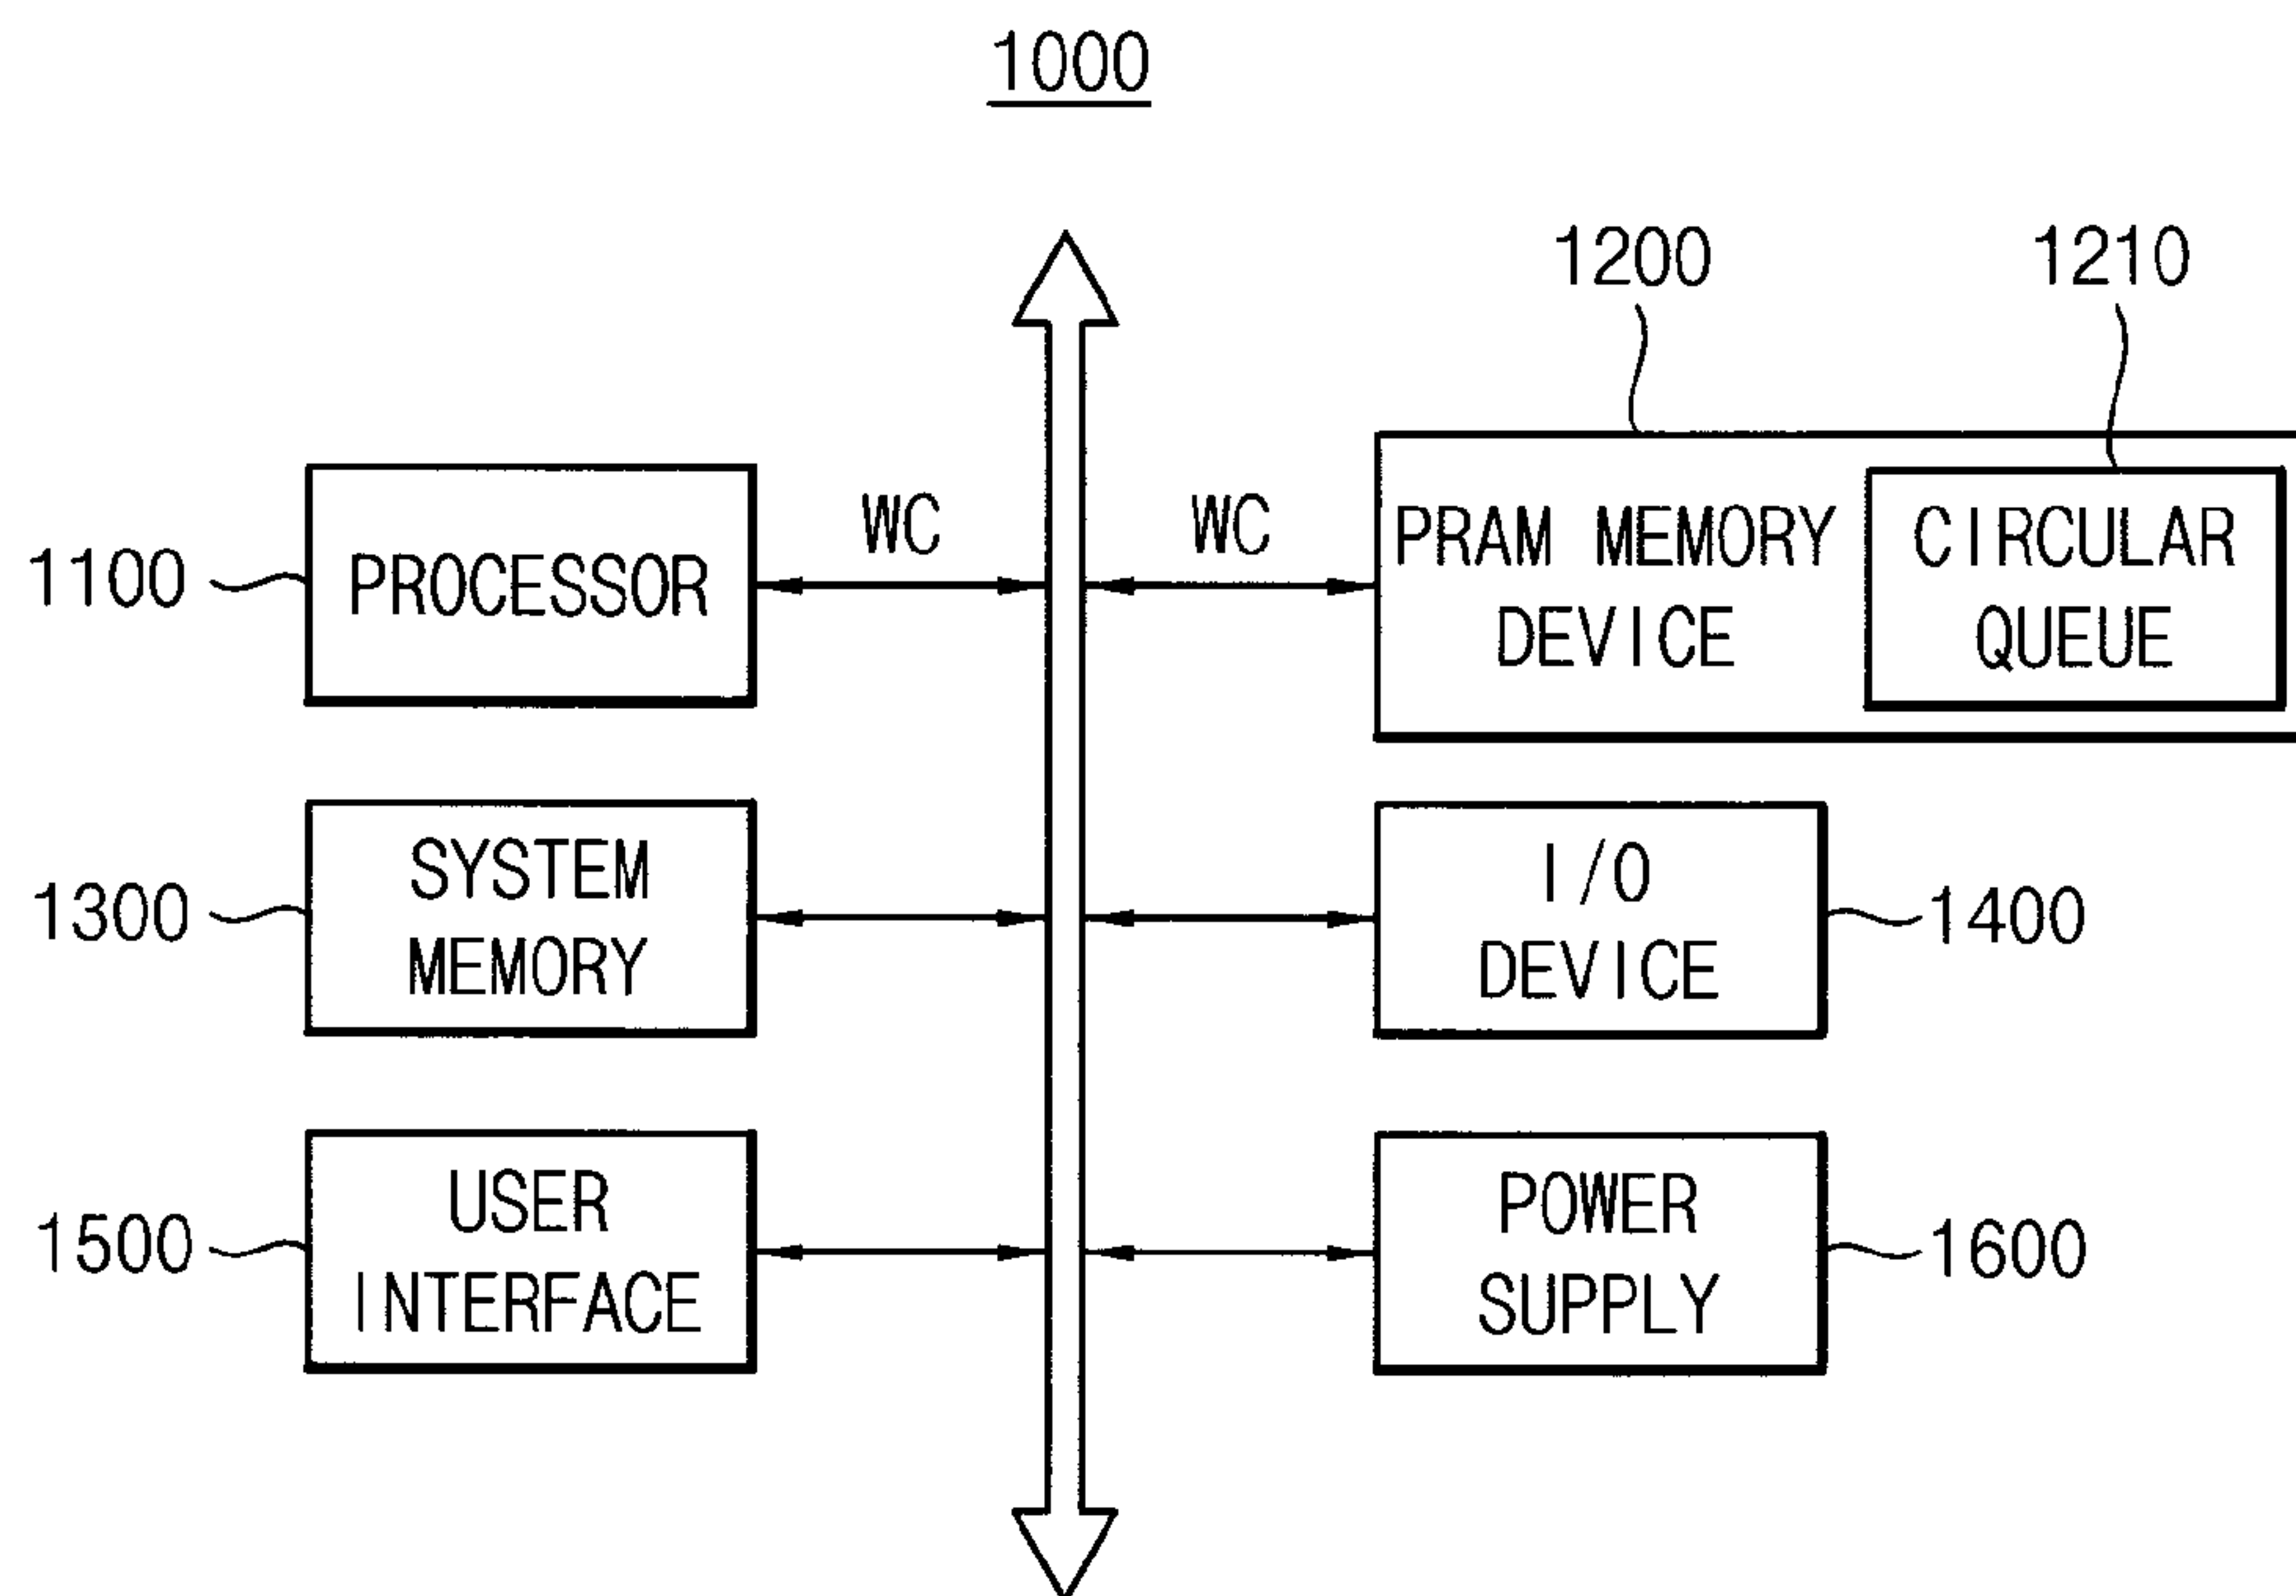 1000
1200
1210
1100
PROCESSOR
WC
WC
PRAM MEMORY
DEVICE
CIRCULAR
QUEUE
1300
SYSTEM
MEMORY
I/O
DEVICE
1400
1500
USER
INTERFACE
POWER
SUPPLY
1600